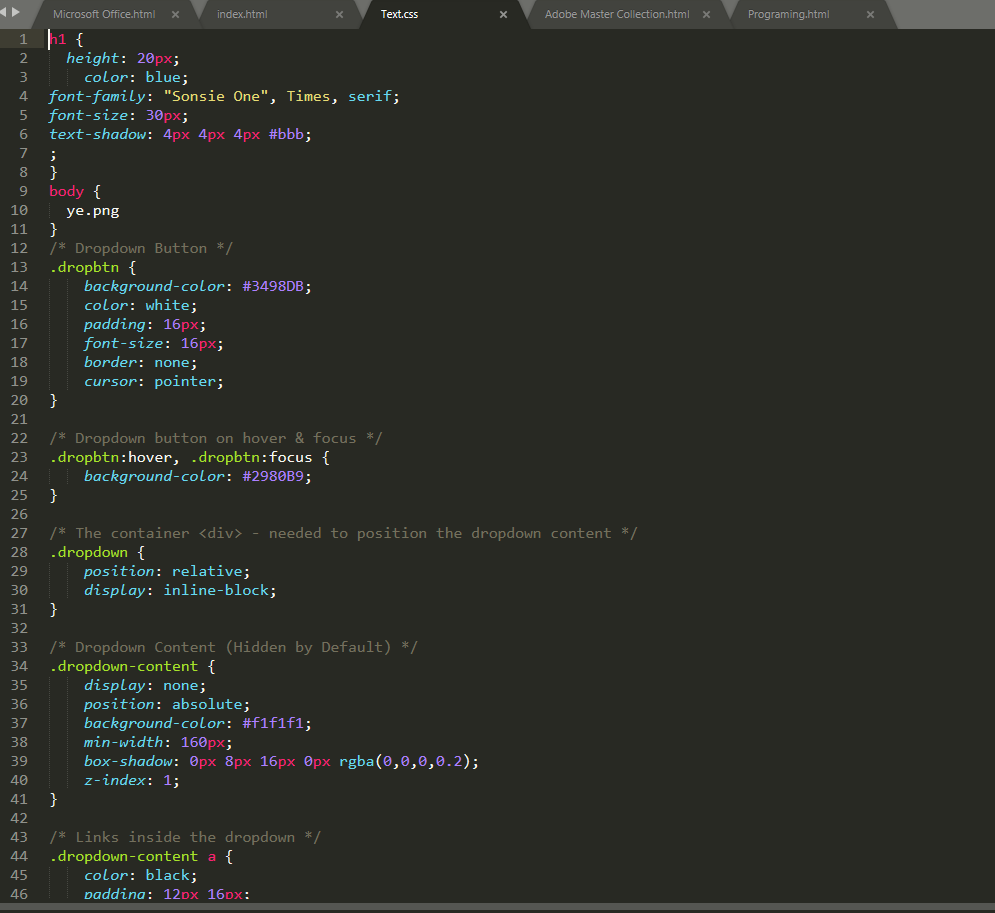 Microsoft Office.html × index.html × Text.css × Adobe Master Collection.html × Programing.html ×
1 h1 {
2   height: 20px;
3     color: blue;
4 font-family: "Sonsie One", Times, serif;
5 font-size: 30px;
6 text-shadow: 4px 4px 4px #bbb;
7 ;
8 }
9 body {
10   ye.png
11 }
12 /* Dropdown Button */
13 .dropbtn {
14     background-color: #3498DB;
15     color: white;
16     padding: 16px;
17     font-size: 16px;
18     border: none;
19     cursor: pointer;
20 }
21
22 /* Dropdown button on hover & focus */
23 .dropbtn:hover, .dropbtn:focus {
24     background-color: #2980B9;
25 }
26
27 /* The container <div> - needed to position the dropdown content */
28 .dropdown {
29     position: relative;
30     display: inline-block;
31 }
32
33 /* Dropdown Content (Hidden by Default) */
34 .dropdown-content {
35     display: none;
36     position: absolute;
37     background-color: #f1f1f1;
38     min-width: 160px;
39     box-shadow: 0px 8px 16px 0px rgba(0,0,0,0.2);
40     z-index: 1;
41 }
42
43 /* Links inside the dropdown */
44 .dropdown-content a {
45     color: black;
46     padding: 12px 16px;